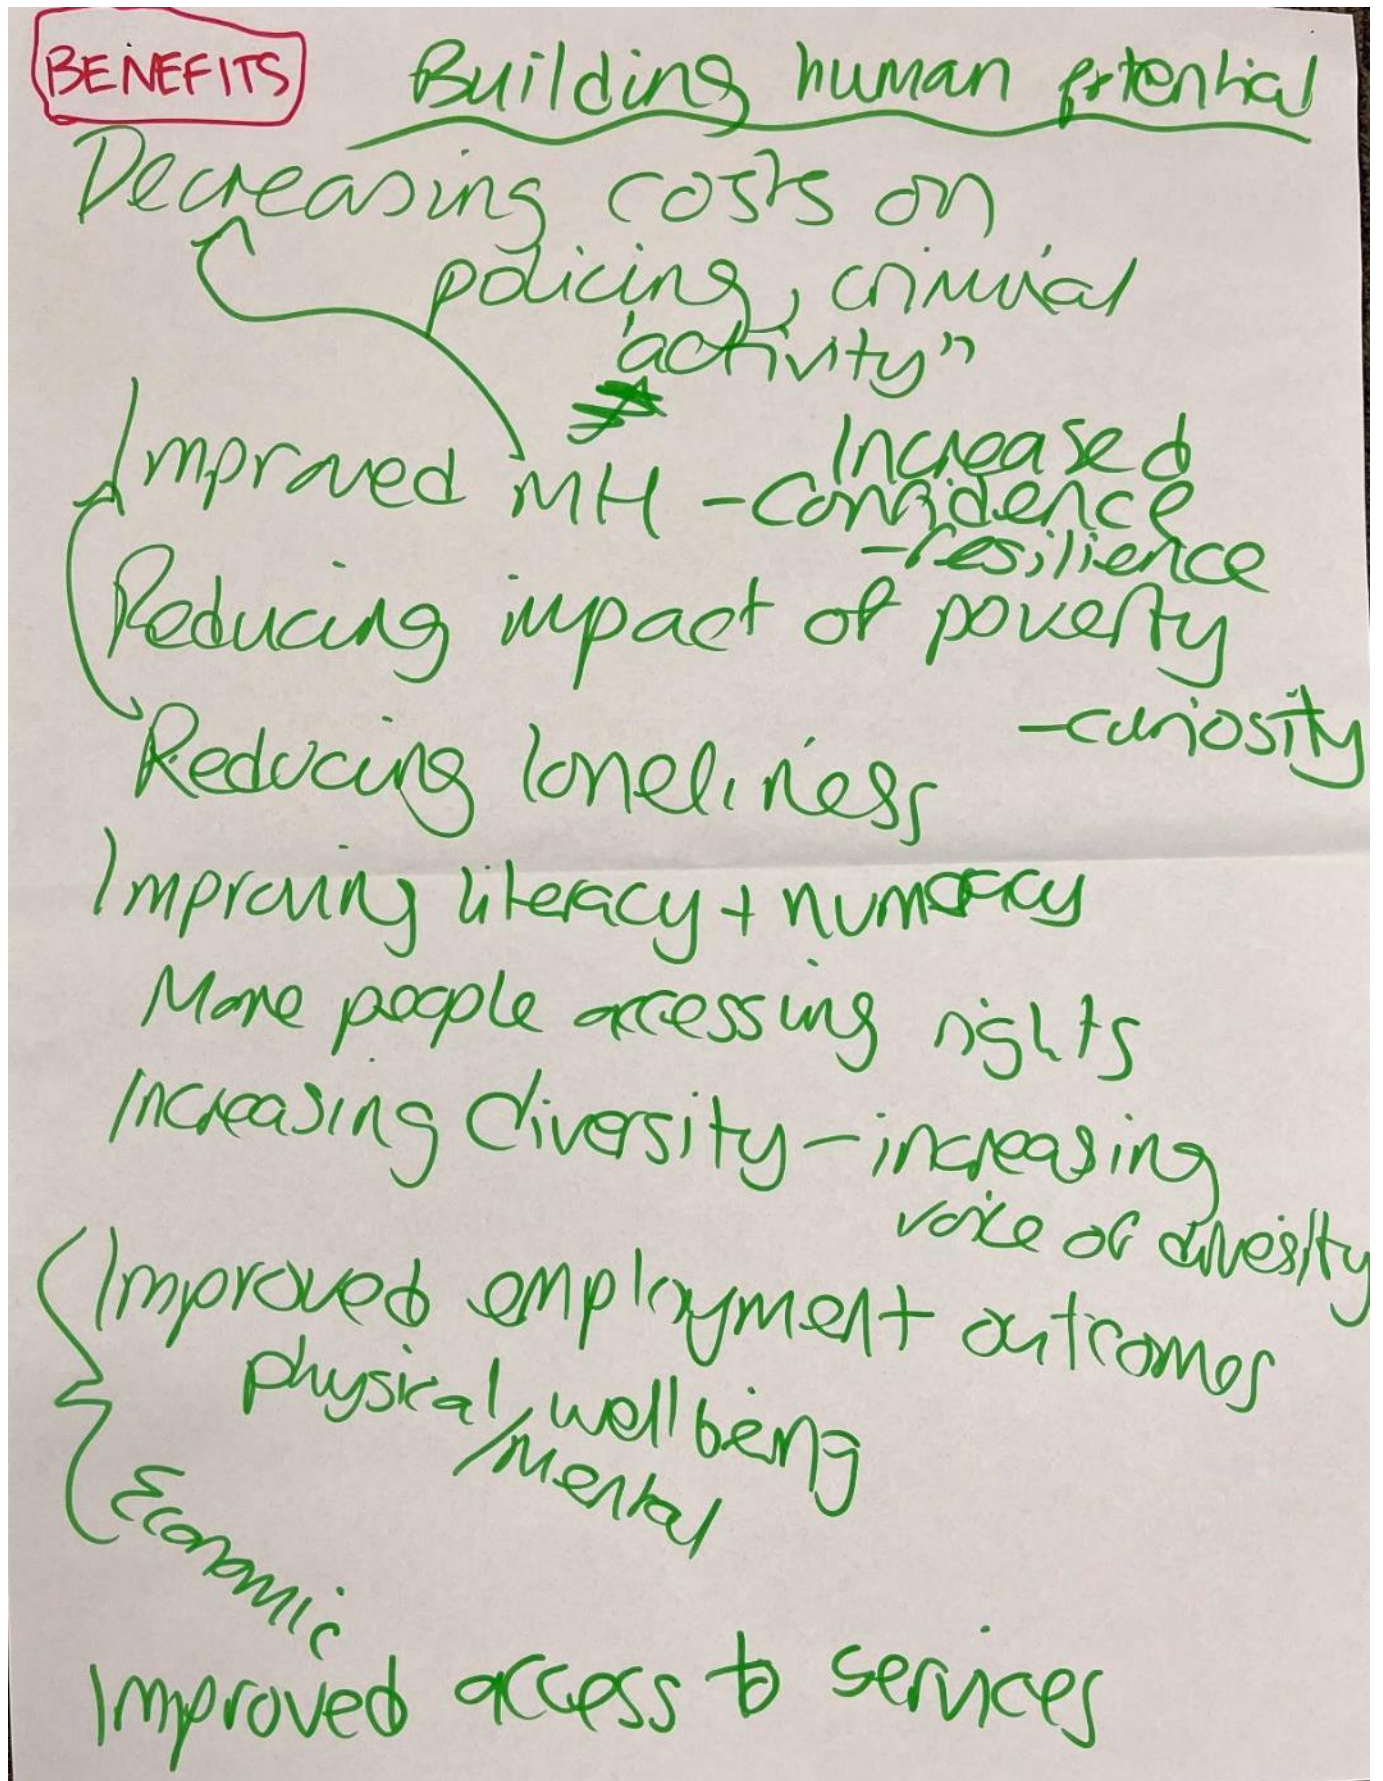 BENEFITS
Building human potential
Decreasing costs on
policing, criminal
"activity"
Increased
Improved MH - confidence
- resilience
Reducing impact of poverty
- curiosity
Reducing loneliness
Improving literacy + numeracy
More people accessing rights
Increasing diversity - increasing
voice of divesity
Improved employment outcomes
physical wellbeing
/mental
Economic
Improved access to services